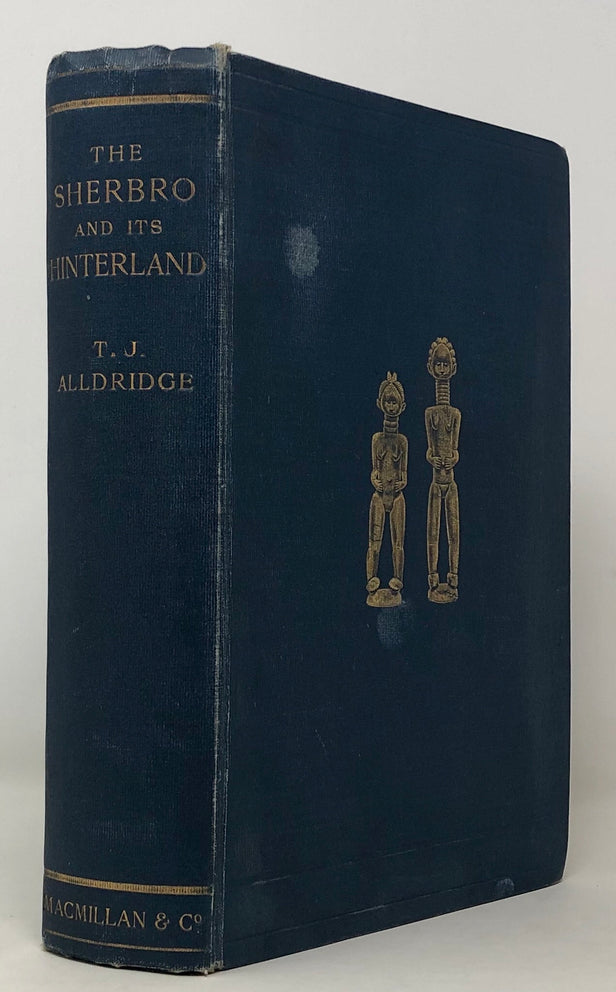 THE
SHERBRO
AND ITS
HINTERLAND
T. J.
ALLDRIDGE
MACMILLAN & Co